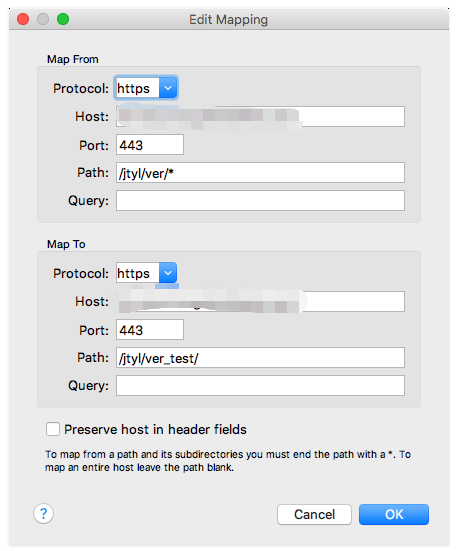 Edit Mapping
Map From
Protocol: https
Host:
Port: 443
Path: /jtyl/ver/*
Query:
Map To
Protocol: https
Host:
Port: 443
Path: /jtyl/ver_test/
Query:
Preserve host in header fields
To map from a path and its subdirectories you must end the path with a *. To
map an entire host leave the path blank.
? Cancel OK